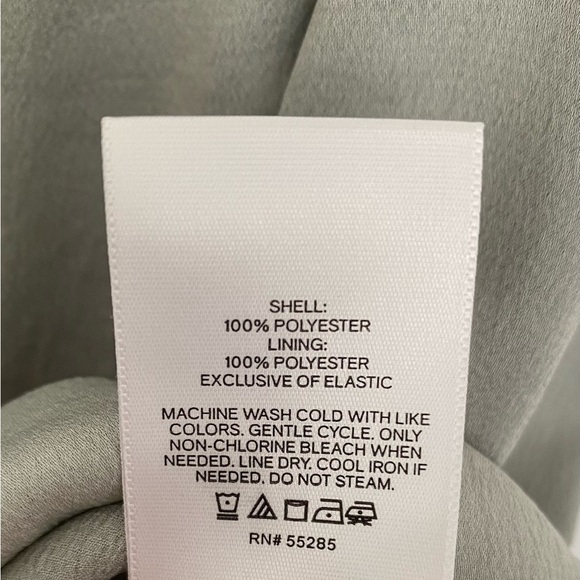 SHELL:
100% POLYESTER
LINING:
100% POLYESTER
EXCLUSIVE OF ELASTIC
MACHINE WASH COLD WITH LIKE
COLORS. GENTLE CYCLE. ONLY
NON-CHLORINE BLEACH WHEN
NEEDED. LINE DRY. COOL IRON IF
NEEDED. DO NOT STEAM.
RN# 55285